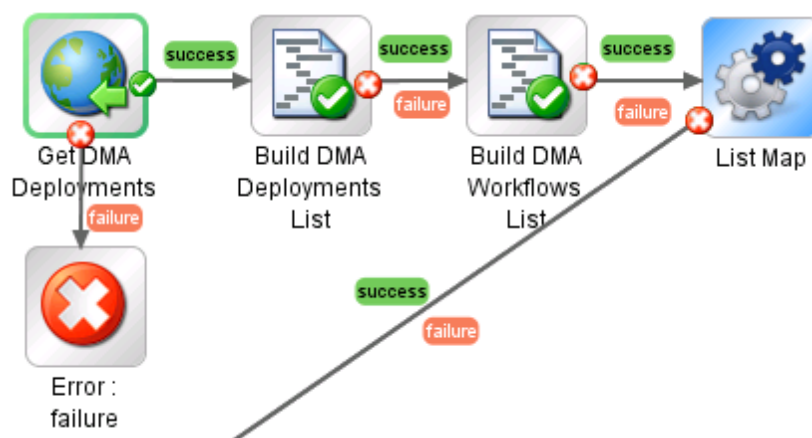 success
success
success
failure
failure
Get DMA
Deployments
Build DMA
Deployments
List
Build DMA
Workflows
List
List Map
failure
success
failure
Error :
failure